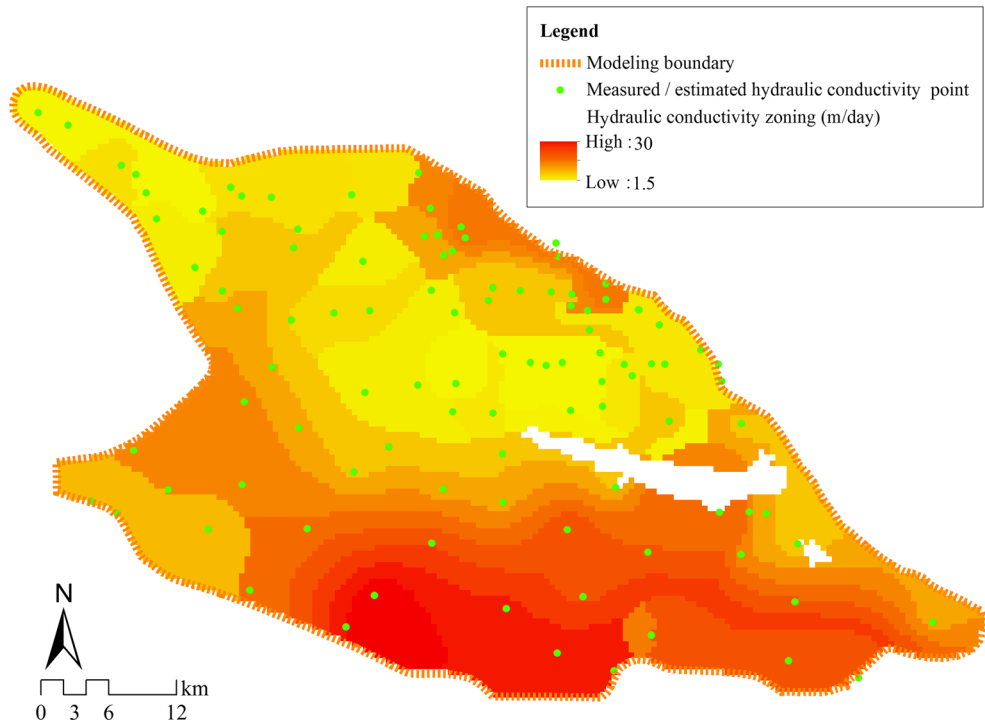 Legend
Modeling boundary
Measured / estimated hydraulic conductivity point
Hydraulic conductivity zoning (m/day)
High : 30
Low : 1.5
N
km
0 3 6 12